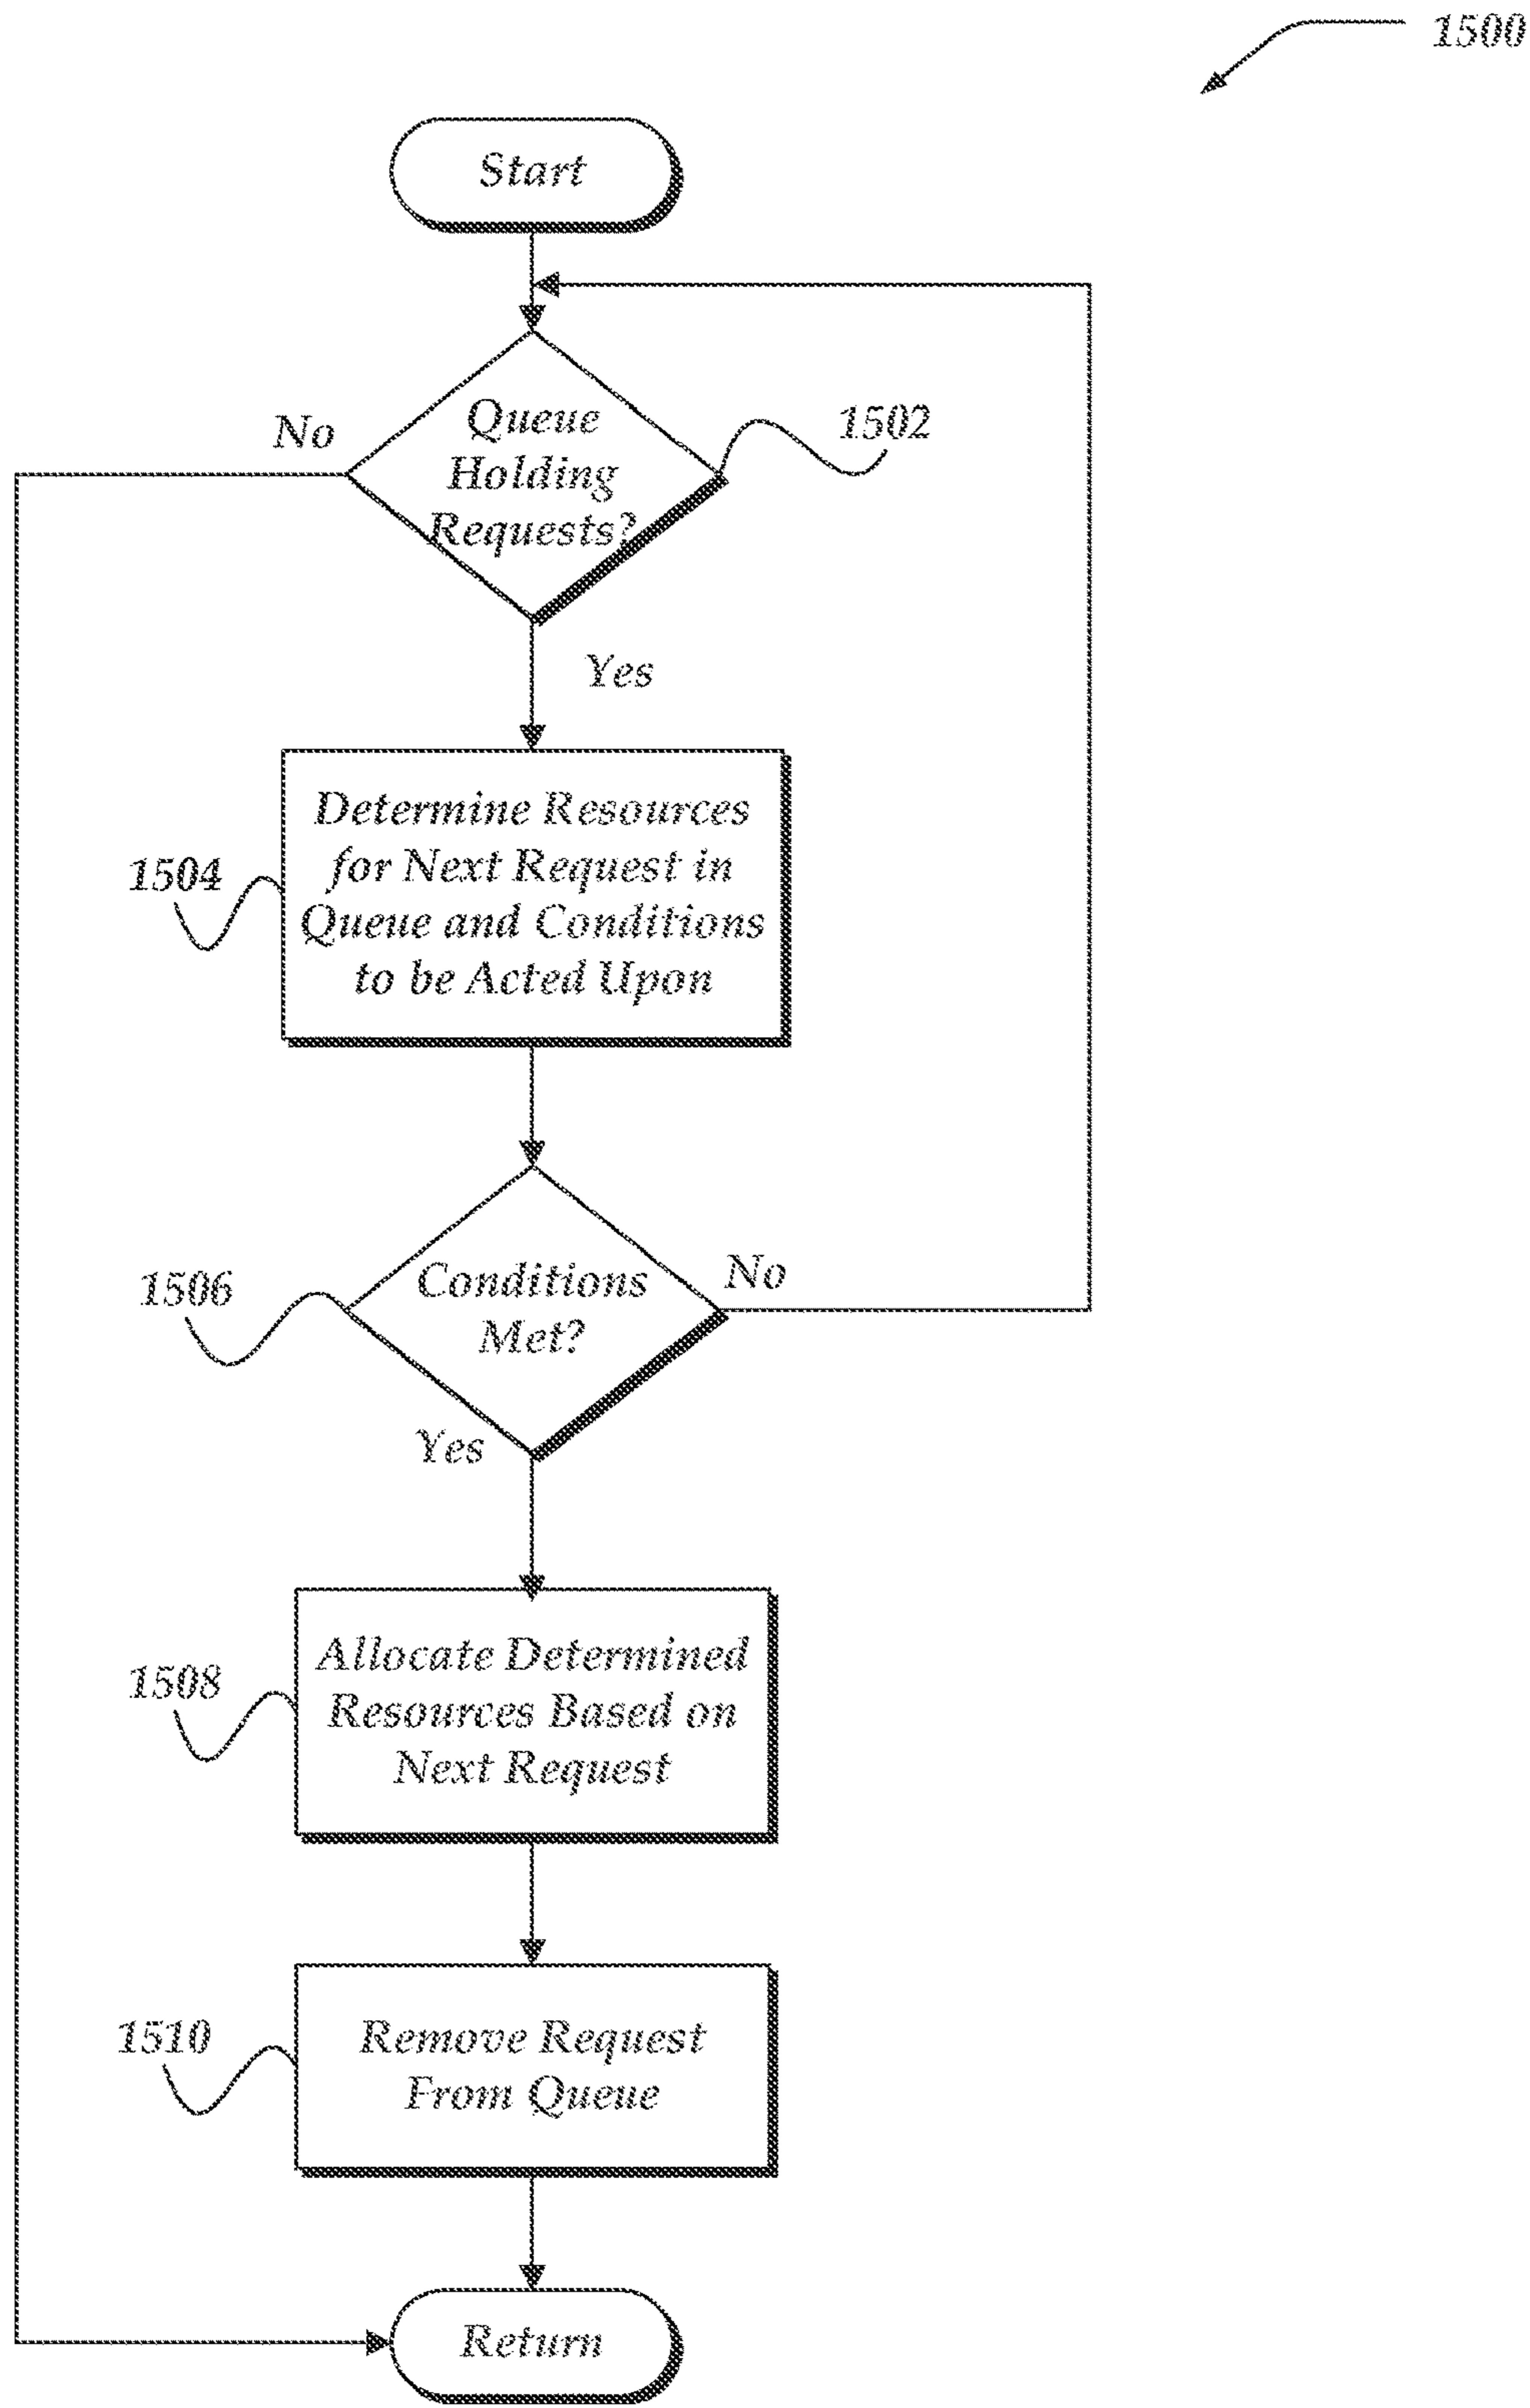 1500
Start
No
Queue
Holding
Requests?
1502
Yes
Determine Resources
for Next Request in
Queue and Conditions
to be Acted Upon
1504
Conditions
Met?
1506
No
Yes
Allocate Determined
Resources Based on
Next Request
1508
Remove Request
From Queue
1510
Return